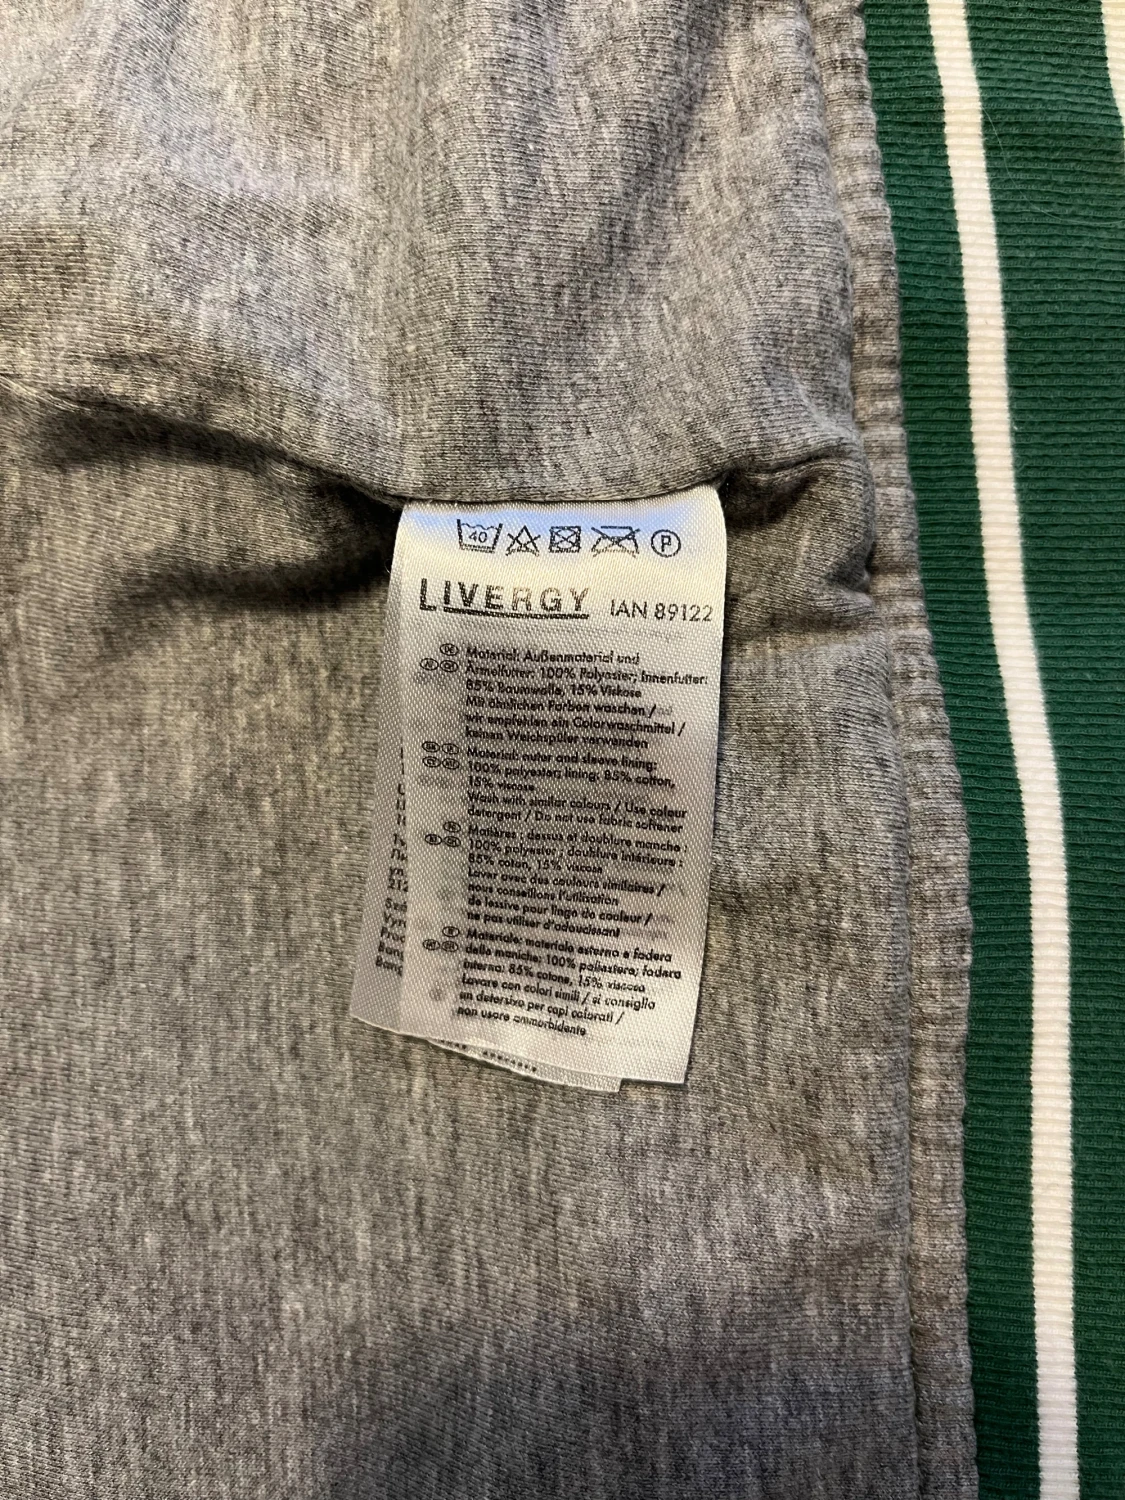 40 P
LIVERGY IAN 89122
DE Material: Außenmaterial und
AT CH Ärmelfutter: 100% Polyester; Innenfutter:
85% Baumwolle, 15% Viskose
Mit ähnlichen Farben waschen /
wir empfehlen ein Colorwaschmittel /
keinen Weichspüler verwenden
Material: outer and sleeve lining:
100% polyester; lining: 85% cotton,
15% viscose
Wash with similar colours / Use colour
detergent / Do not use fabric softener
Matières : dessus et doublure manche :
100% polyester ; doublure intérieure :
85% coton, 15% viscose
Laver avec des couleurs similaires /
nous conseillons l'utilisation
de lessive pour linge de couleur /
ne pas utiliser d'adoucissant
Materiale: materiale esterno e fodera
della maniche: 100% poliestere; fodera
interna: 85% cotone, 15% viscosa
Lavare con colori simili / si consiglia
un detersivo per capi colorati /
non usare ammorbidente
212